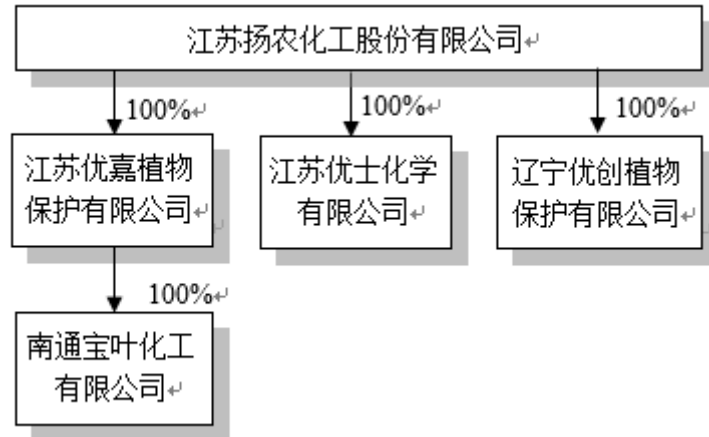 江苏扬农化工股份有限公司
100%
100%
100%
江苏优嘉植物
保护有限公司
江苏优士化学
有限公司
辽宁优创植物
保护有限公司
100%
南通宝叶化工
有限公司